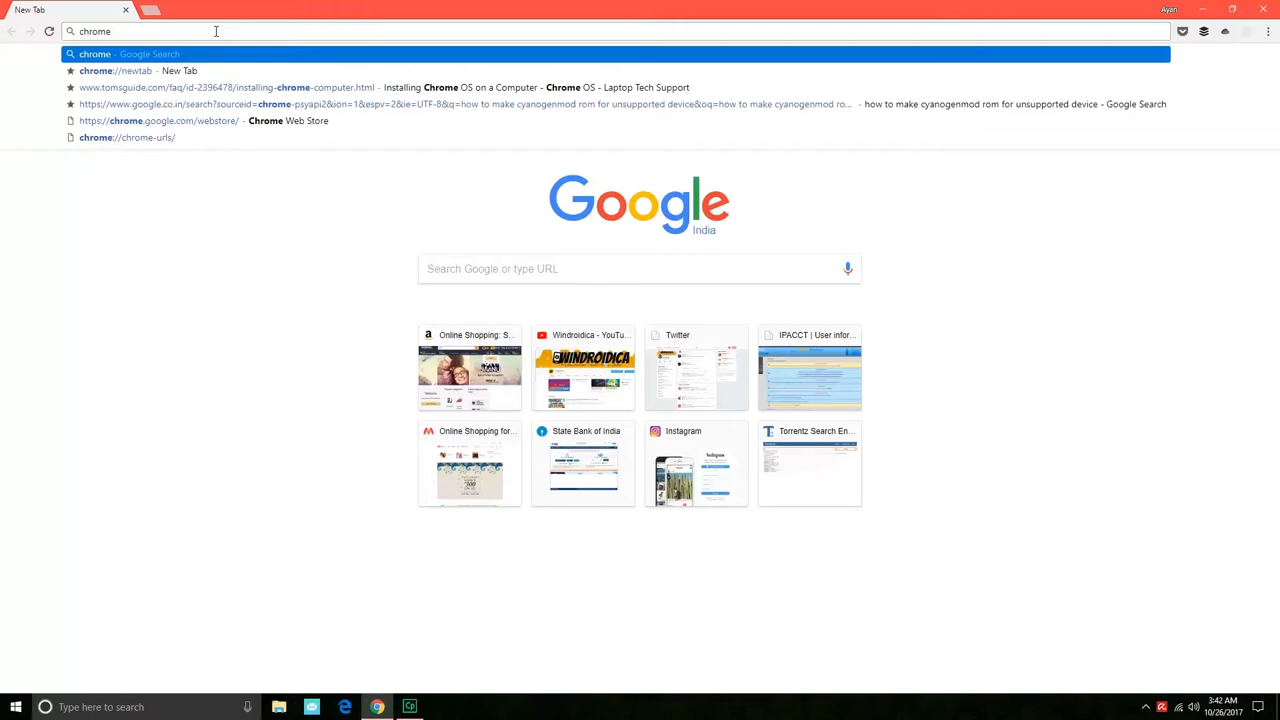 New Tab
Ayan
chrome
chrome - Google Search
chrome://newtab - New Tab
www.tomsguide.com/faq/id-2396478/installing-chrome-computer.html - Installing Chrome OS on a Computer - Chrome OS - Laptop Tech Support
https://www.google.co.in/search?sourceid=chrome-psyapi2&ion=1&espv=2&ie=UTF-8&q=how to make cyanogenmod rom for unsupported device&oq=how to make cyanogenmod ro... - how to make cyanogenmod rom for unsupported device - Google Search
https://chrome.google.com/webstore/ - Chrome Web Store
chrome://chrome-urls/
Google
India
Search Google or type URL
Online Shopping: S...
Windroidica - YouTu...
Twitter
IPACCT | User infor...
WINDROIDICA
Online Shopping for...
State Bank of India
Instagram
Torrentz Search En...
Type here to search
3:42 AM
10/26/2017